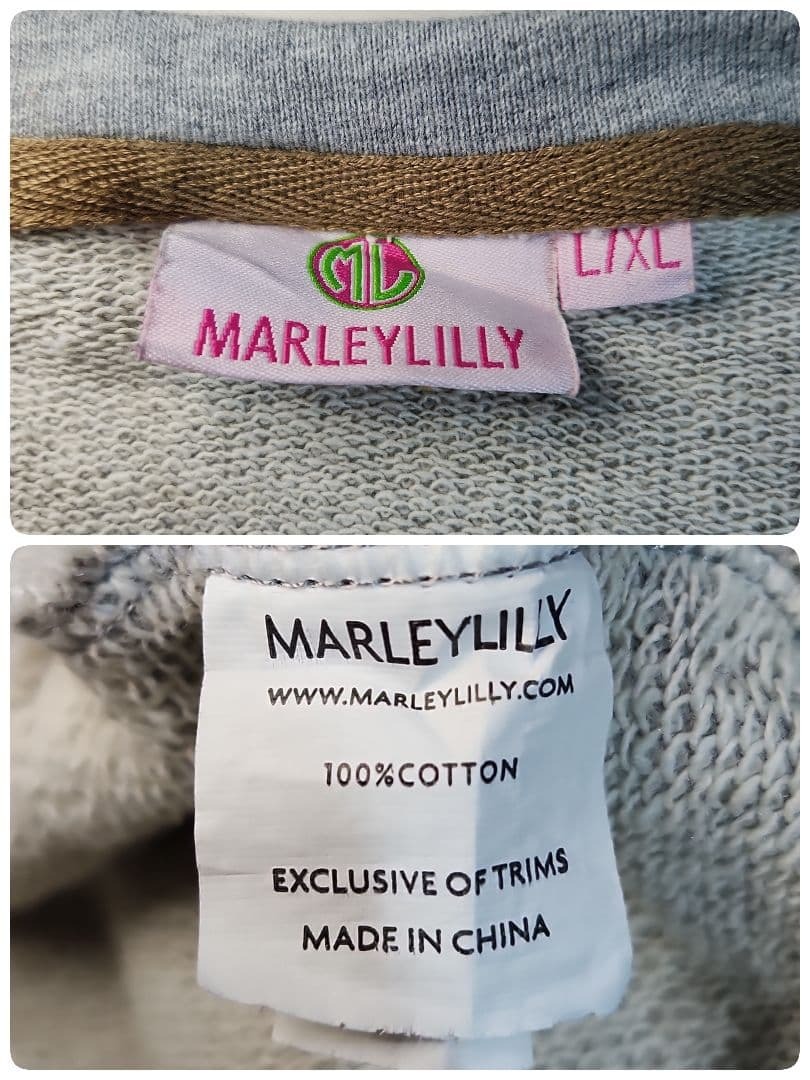 ML
MARLEYLILLY
L/XL
MARLEYLILLY
WWW.MARLEYLILLY.COM
100%COTTON
EXCLUSIVE OF TRIMS
MADE IN CHINA